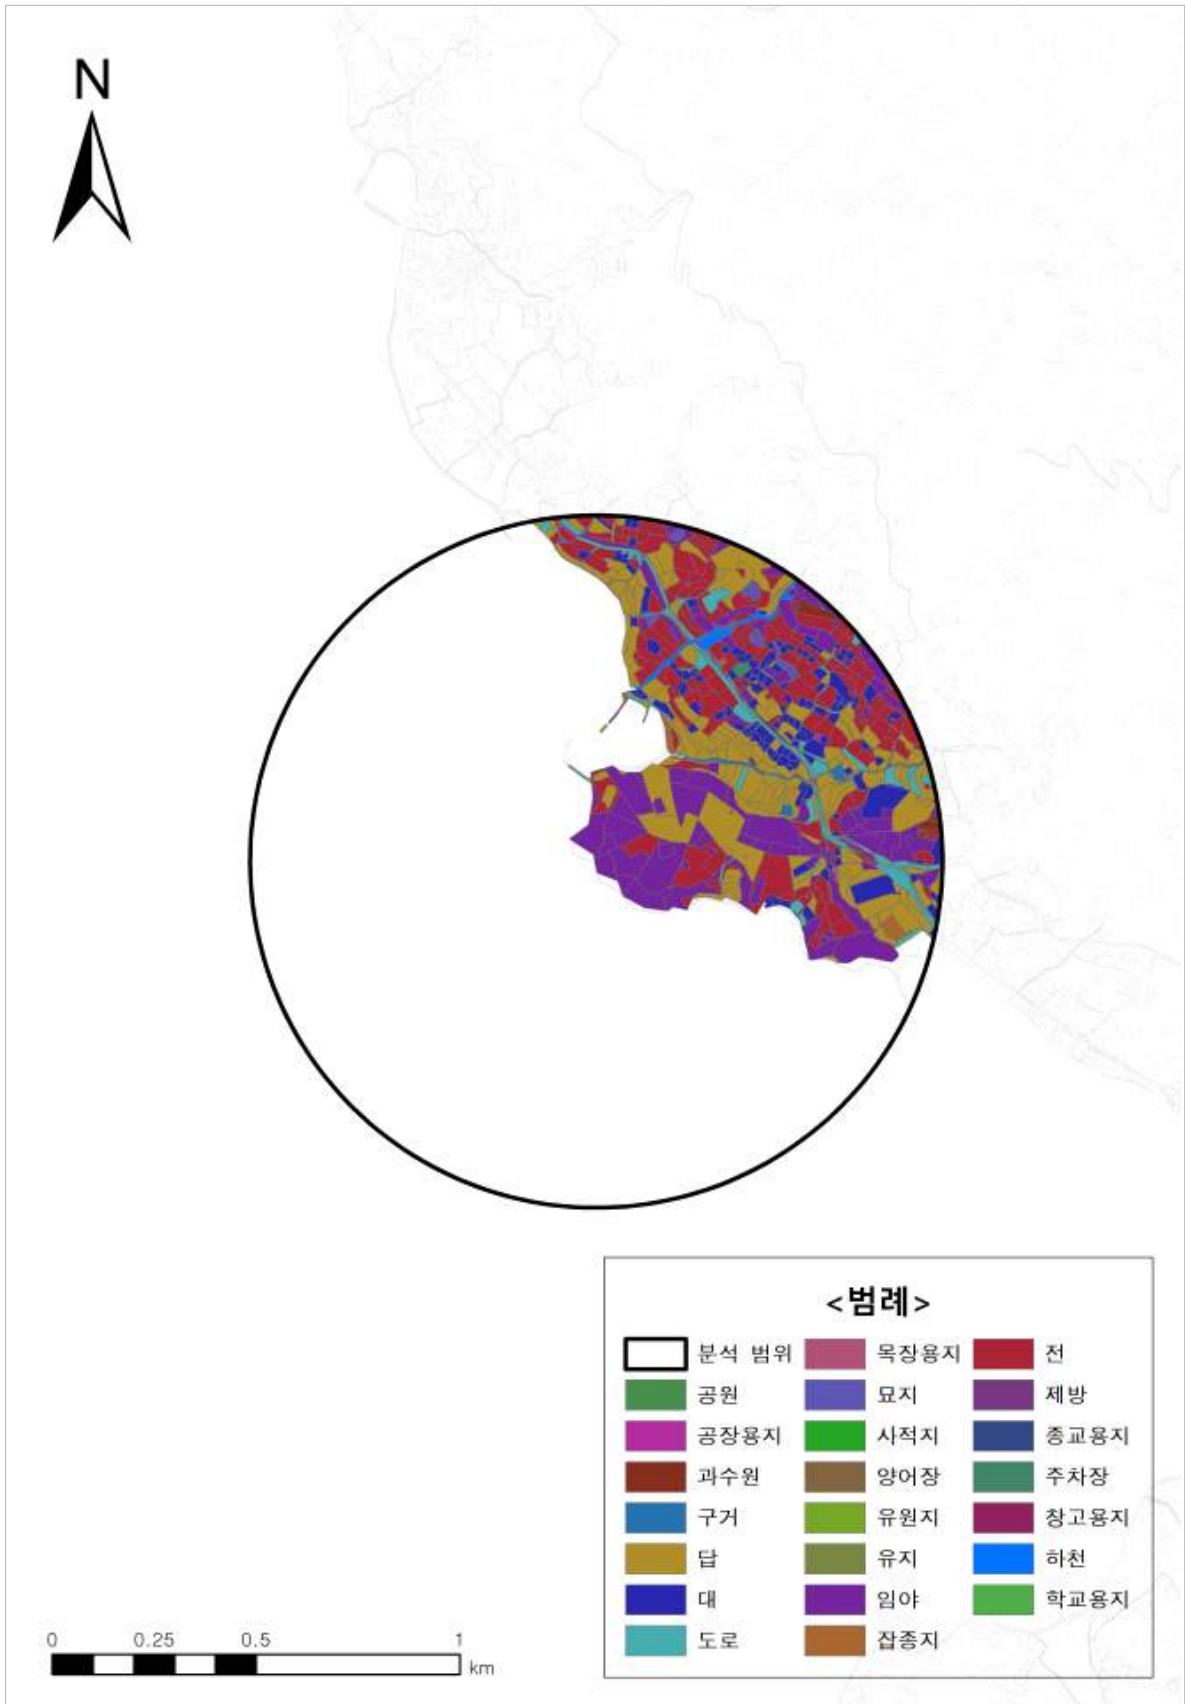 N
<범례>
분석 범위 목장용지 전
공원 묘지 제방
공장용지 사적지 종교용지
과수원 양어장 주차장
구거 유원지 창고용지
답 유지 하천
대 임야 학교용지
도로 잡종지
0 0.25 0.5 1
km